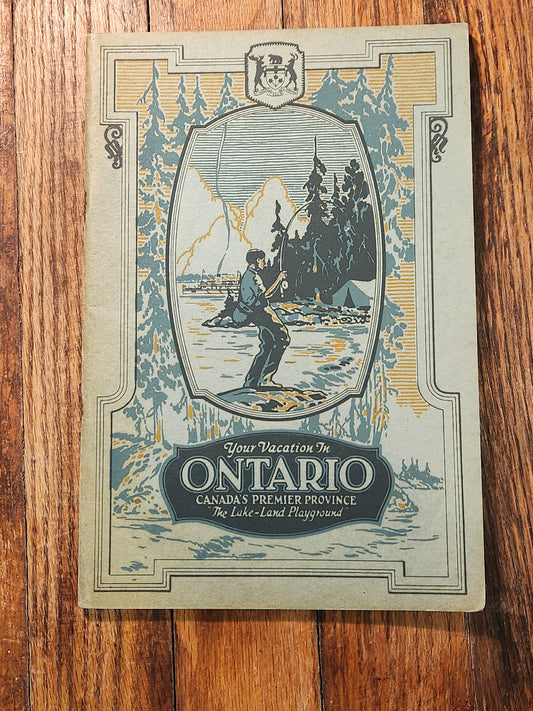 Your Vacation In
ONTARIO
CANADA'S PREMIER PROVINCE
"The Lake-Land Playground"